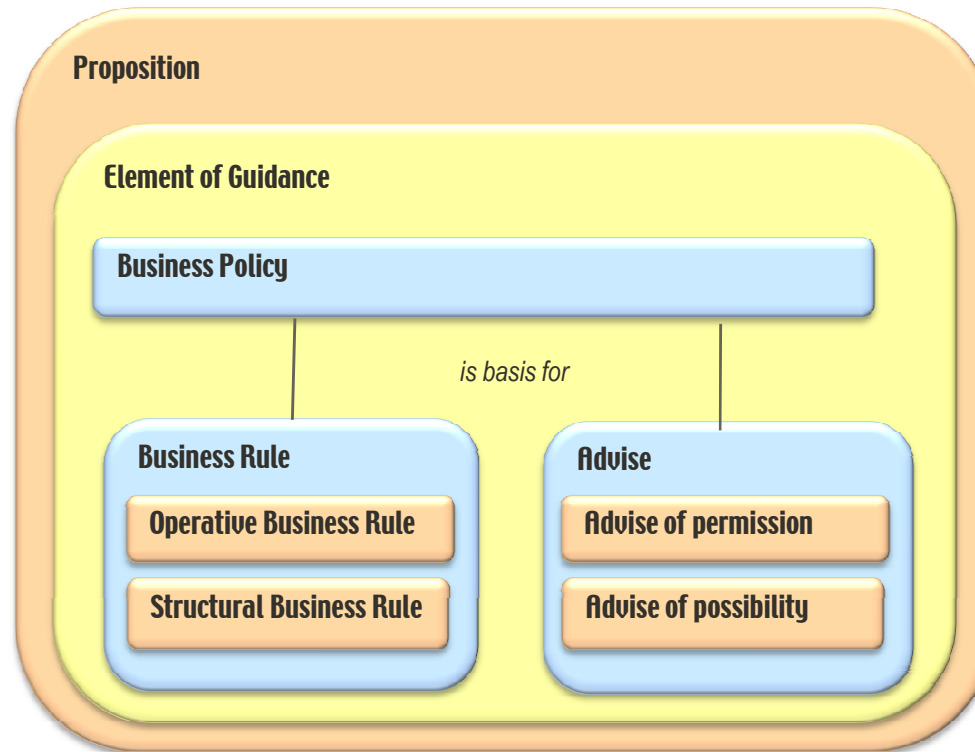 Proposition
Element of Guidance
Business Policy
is basis for
Business Rule
Operative Business Rule
Structural Business Rule
Advise
Advise of permission
Advise of possibility